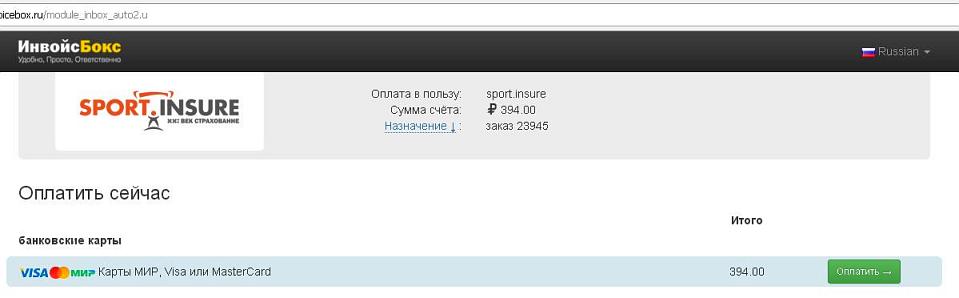 oicebox.ru/module_inbox_auto2.u
ИнвойсБокс
Удобно, Просто, Ответственно
Russian
SPORT.INSURE
XXI ВЕК СТРАХОВАНИЕ
Оплата в пользу: sport.insure
Сумма счёта: ₽ 394.00
Назначение ↓ : заказ 23945
Оплатить сейчас
Итого
банковские карты
VISA МИР Карты МИР, Visa или MasterCard 394.00 Оплатить →